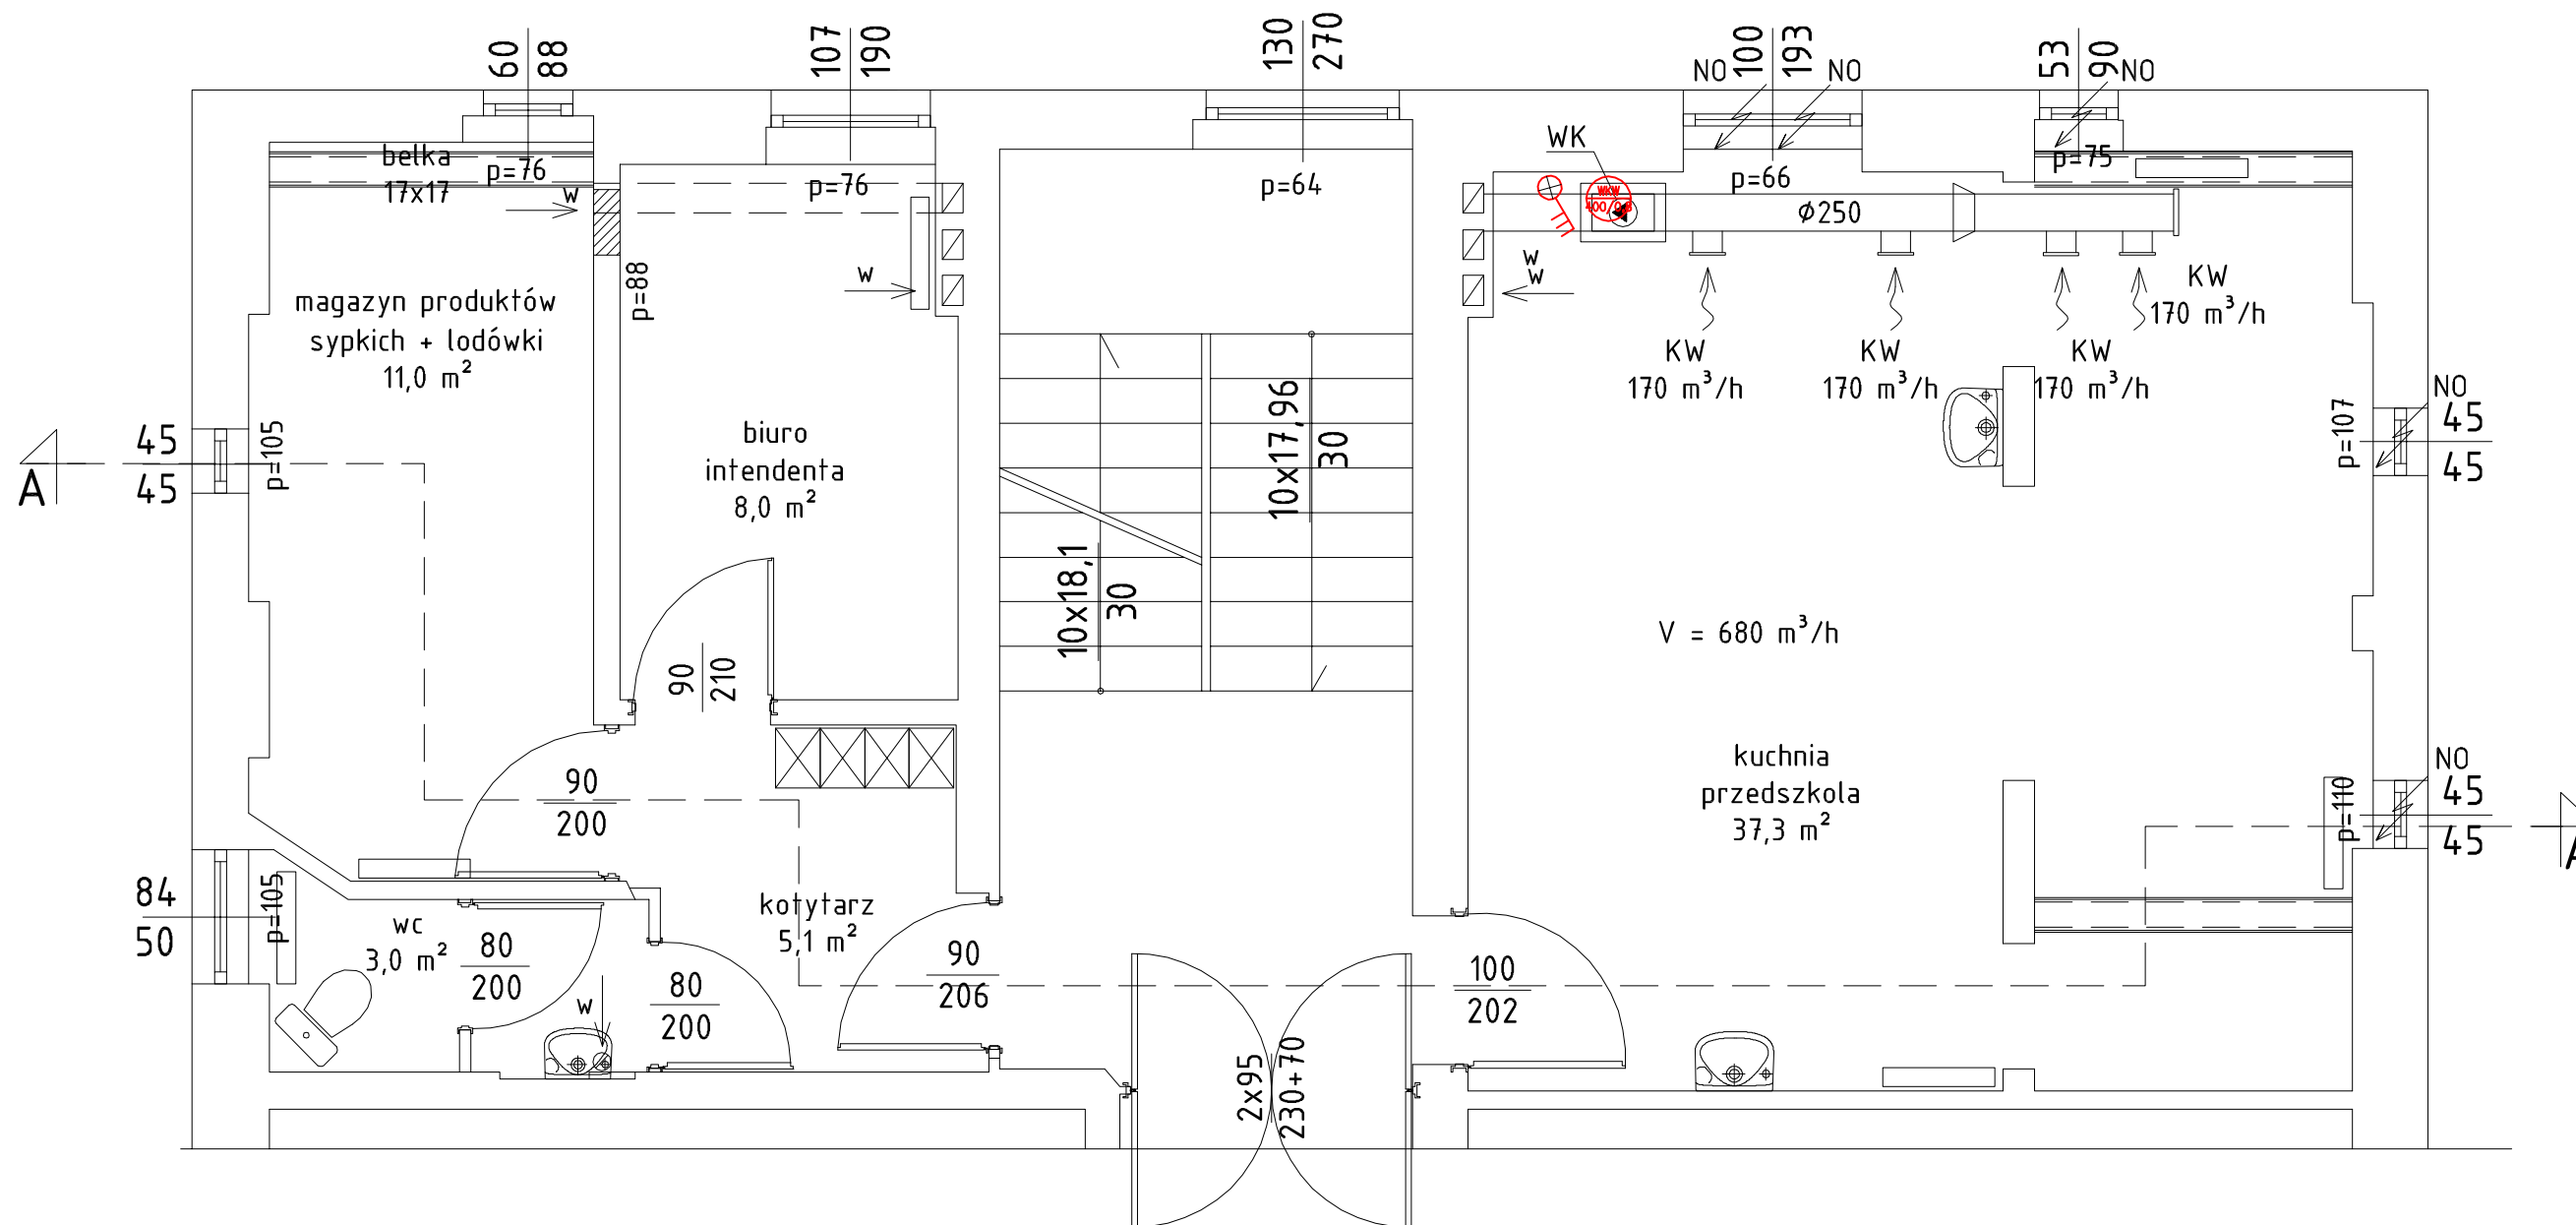 60
88
107
190
130
270
NO
100
193
NO
53
90
NO
belka
17x17
p=76
w
p=76
p=64
WK
WKW
p=66
p=75
Ø250
p=88
w
w
w
magazyn produktów
sypkich + lodówki
11,0 m²
KW
170 m³/h
KW
170 m³/h
KW
170 m³/h
KW
170 m³/h
A
45
45
p=105
biuro
intendenta
8,0 m²
10x17,96
30
10x18,1
30
p=107
NO
45
45
90
210
V = 680 m³/h
kuchnia
przedszkola
37,3 m²
90
200
p=110
NO
45
45
A
84
50
p=105
wc
3,0 m²
80
200
w
80
200
kotytarz
5,1 m²
90
206
100
202
2x95
230+70